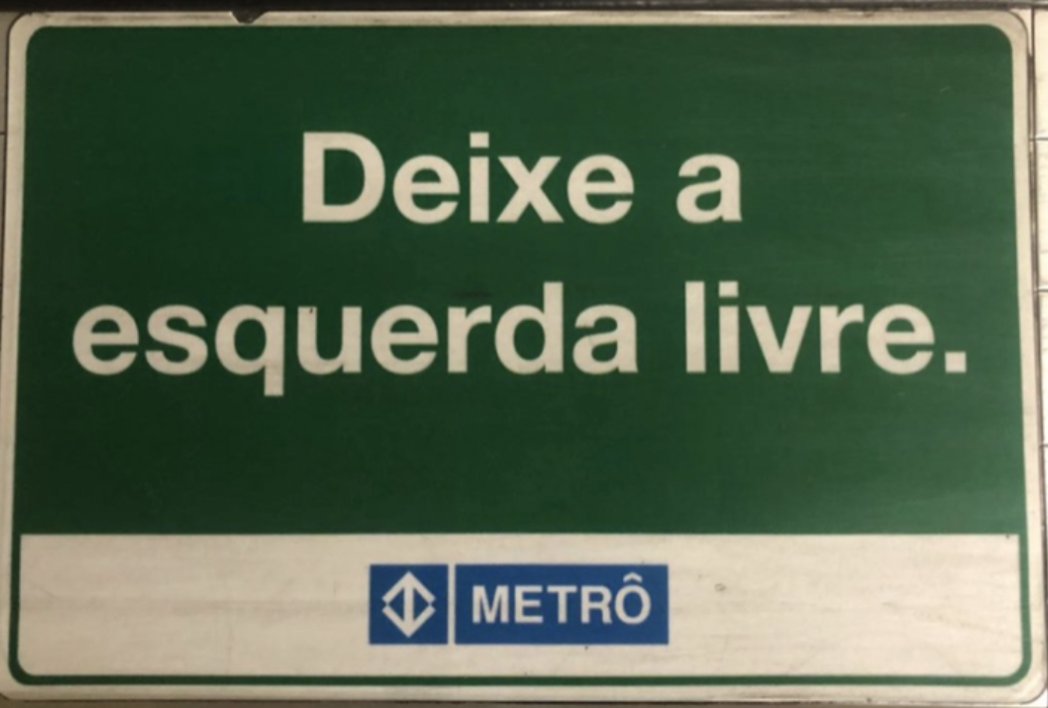 Deixe a
esquerda livre.
METRÔ